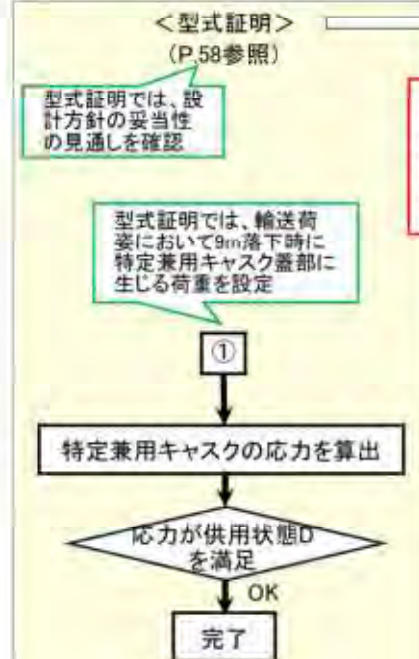 ＜型式証明＞
(P.58参照)
型式証明では、設
計方針の妥当性
の見通しを確認
型式証明では、輸送荷
姿において9m落下時に
特定兼用キャスク蓋部に
生じる荷重を設定
①
特定兼用キャスクの応力を算出
応力が供用状態D
を満足
OK
完了